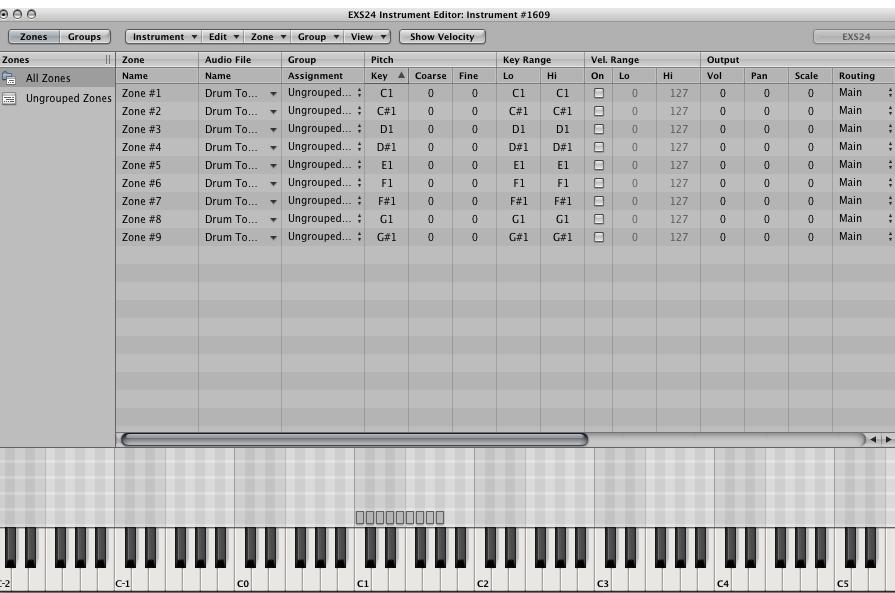 EXS24 Instrument Editor: Instrument #1609
Zones Groups Instrument Edit Zone Group View Show Velocity EXS24
Zones Zone Audio File Group Pitch Key Range Vel. Range Output
Name Name Assignment Key Coarse Fine Lo Hi On Lo Hi Vol Pan Scale Routing
All Zones
Ungrouped Zones
Zone #1 Drum To... Ungrouped... C1 0 0 C1 C1 0 127 0 0 0 Main
Zone #2 Drum To... Ungrouped... C#1 0 0 C#1 C#1 0 127 0 0 0 Main
Zone #3 Drum To... Ungrouped... D1 0 0 D1 D1 0 127 0 0 0 Main
Zone #4 Drum To... Ungrouped... D#1 0 0 D#1 D#1 0 127 0 0 0 Main
Zone #5 Drum To... Ungrouped... E1 0 0 E1 E1 0 127 0 0 0 Main
Zone #6 Drum To... Ungrouped... F1 0 0 F1 F1 0 127 0 0 0 Main
Zone #7 Drum To... Ungrouped... F#1 0 0 F#1 F#1 0 127 0 0 0 Main
Zone #8 Drum To... Ungrouped... G1 0 0 G1 G1 0 127 0 0 0 Main
Zone #9 Drum To... Ungrouped... G#1 0 0 G#1 G#1 0 127 0 0 0 Main
-2 C-1 C0 C1 C2 C3 C4 C5